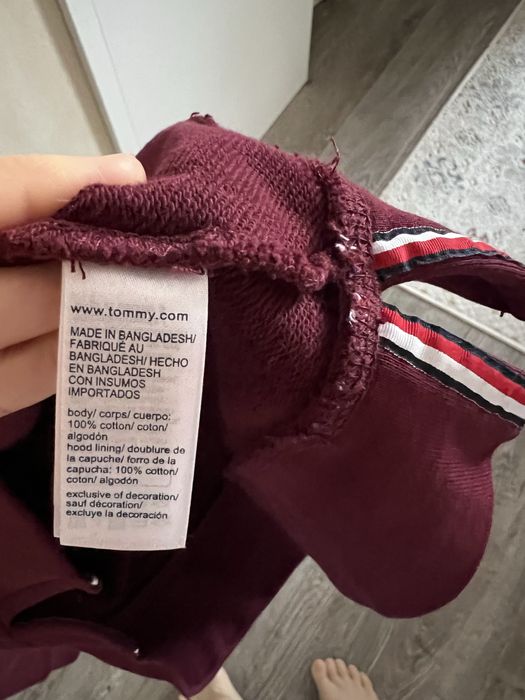 www.tommy.com
MADE IN BANGLADESH/
FABRIQUÉ AU
BANGLADESH/ HECHO
EN BANGLADESH
CON INSUMOS
IMPORTADOS
body/ corps/ cuerpo:
100% cotton/ coton/
algodón
hood lining/ doublure de
la capuche/ forro de la
capucha: 100% cotton/
coton/ algodón
exclusive of decoration/
sauf décoration/
excluye la decoración